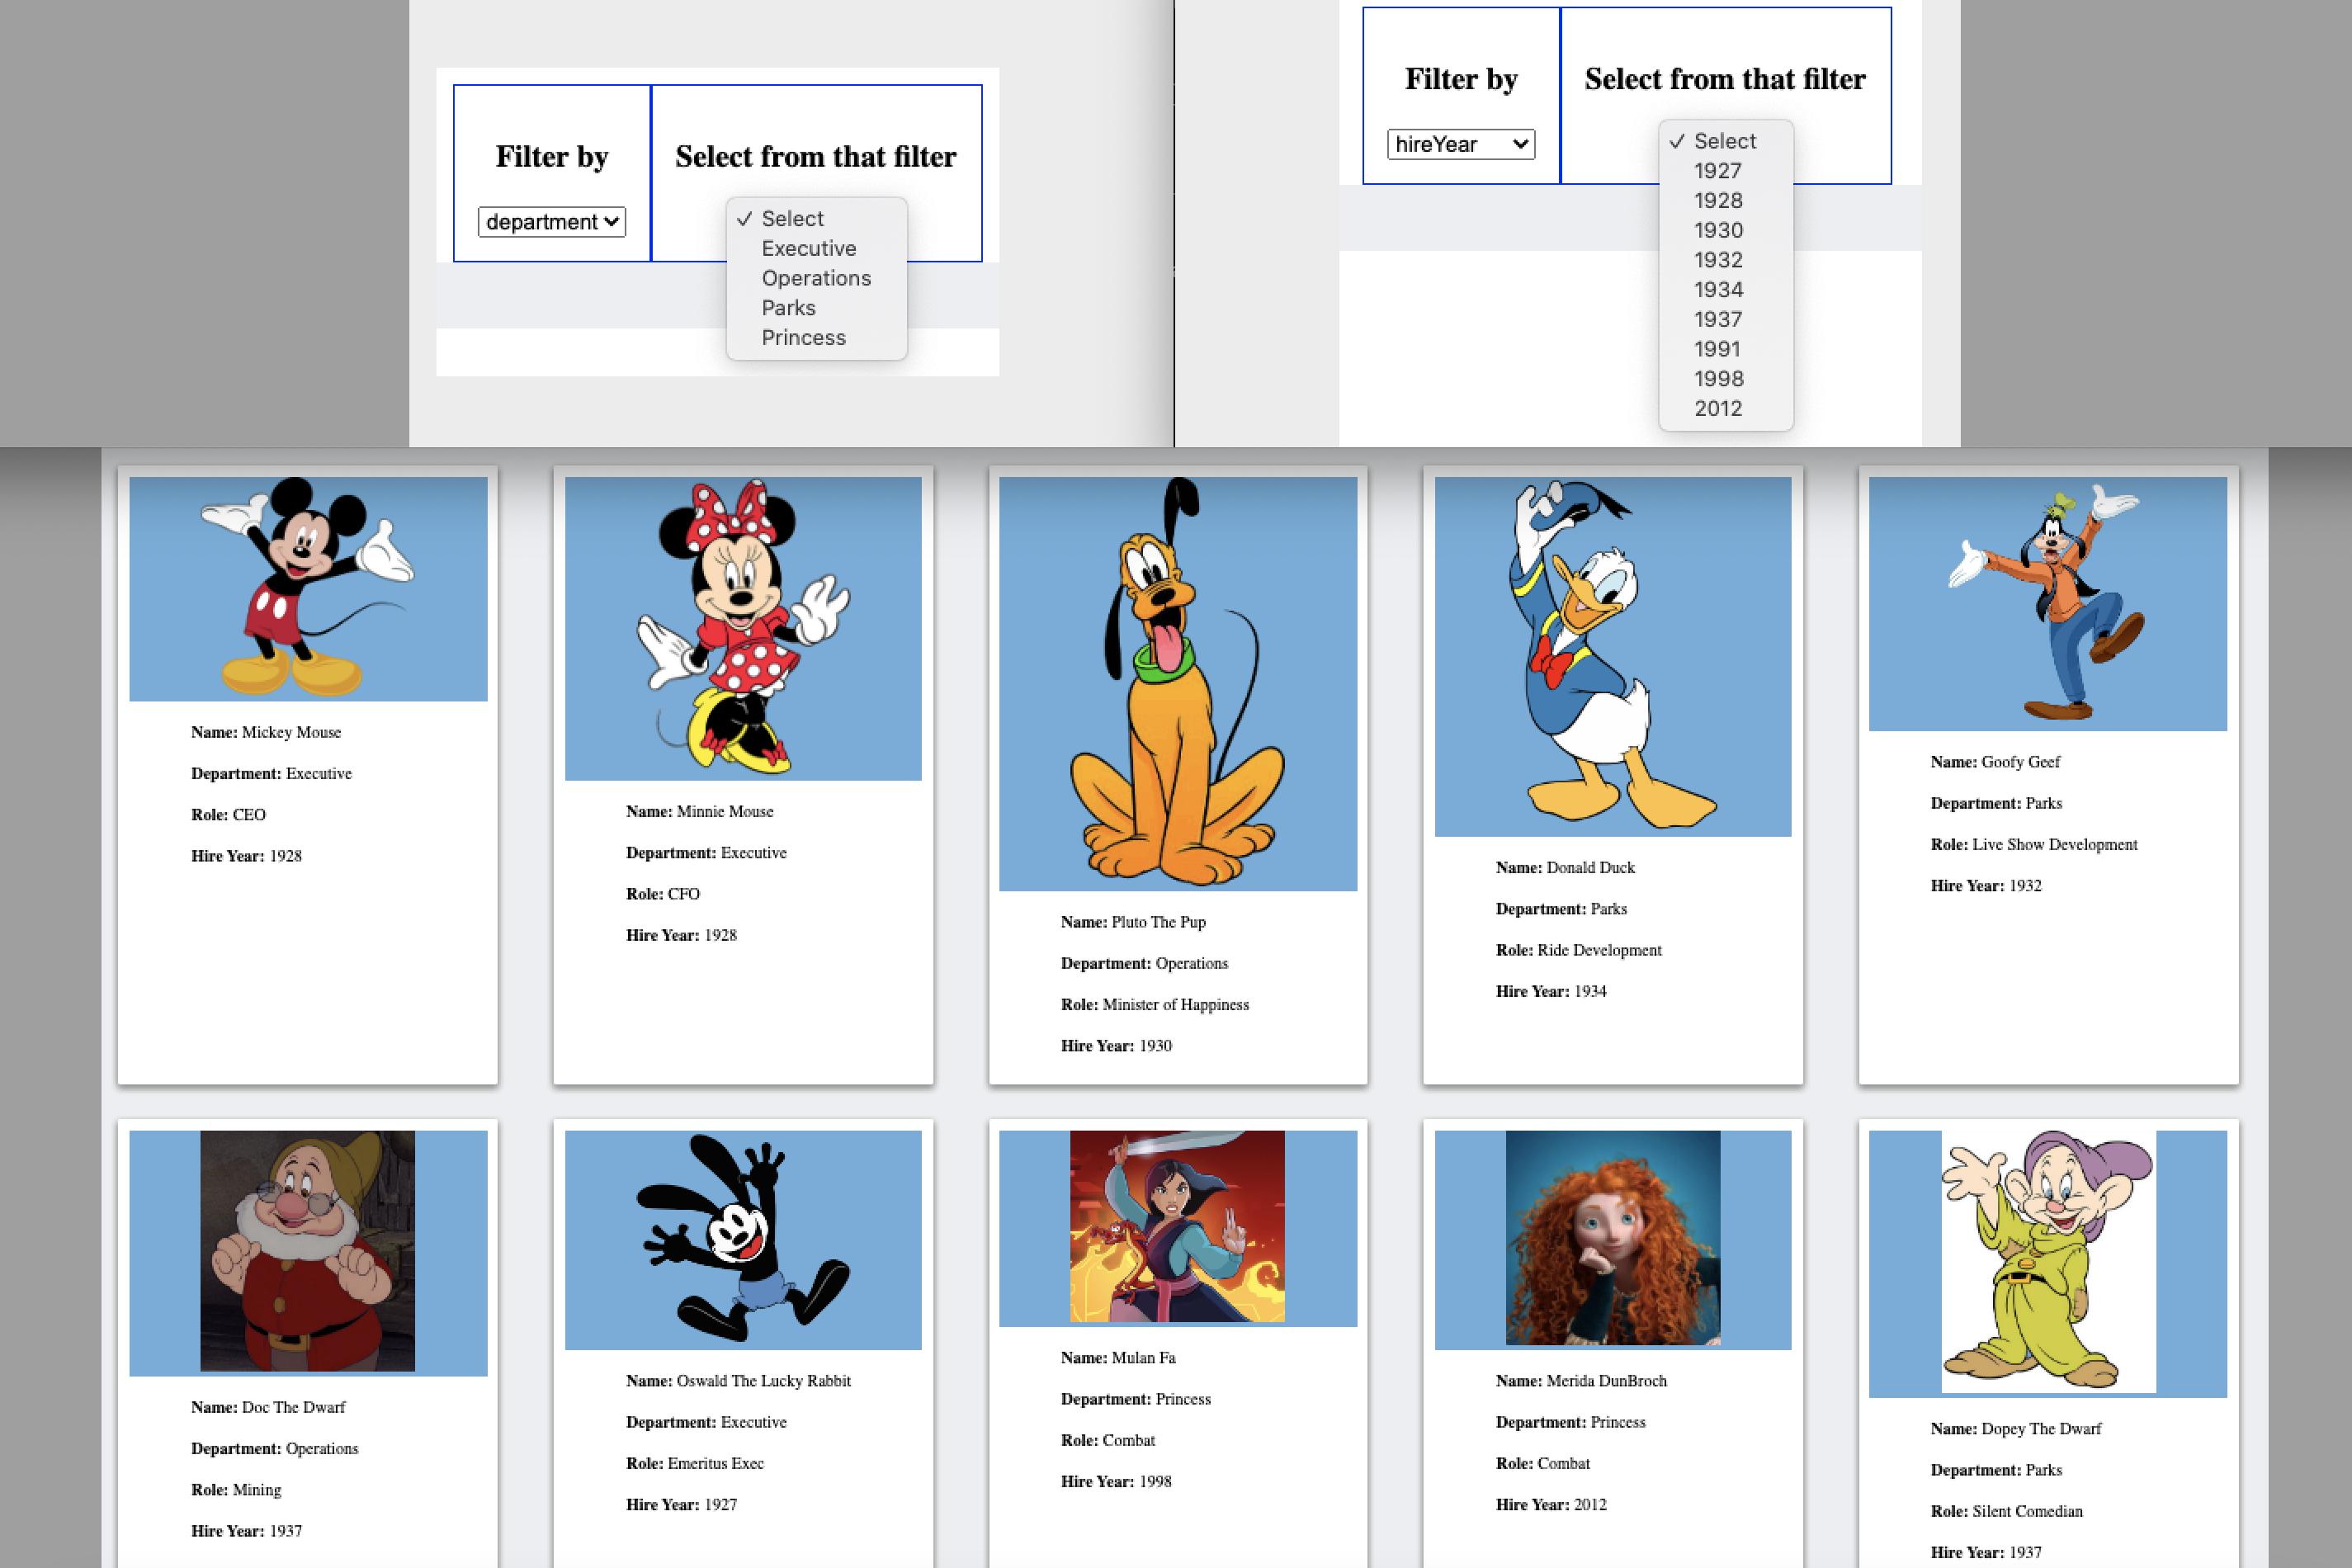 Filter by
Select from that filter
department
✓ Select
Executive
Operations
Parks
Princess
Filter by
Select from that filter
hireYear
✓ Select
1927
1928
1930
1932
1934
1937
1991
1998
2012
Name: Mickey Mouse
Department: Executive
Role: CEO
Hire Year: 1928
Name: Minnie Mouse
Department: Executive
Role: CFO
Hire Year: 1928
Name: Pluto The Pup
Department: Operations
Role: Minister of Happiness
Hire Year: 1930
Name: Donald Duck
Department: Parks
Role: Ride Development
Hire Year: 1934
Name: Goofy Geef
Department: Parks
Role: Live Show Development
Hire Year: 1932
Name: Doc The Dwarf
Department: Operations
Role: Mining
Hire Year: 1937
Name: Oswald The Lucky Rabbit
Department: Executive
Role: Emeritus Exec
Hire Year: 1927
Name: Mulan Fa
Department: Princess
Role: Combat
Hire Year: 1998
Name: Merida DunBroch
Department: Princess
Role: Combat
Hire Year: 2012
Name: Dopey The Dwarf
Department: Parks
Role: Silent Comedian
Hire Year: 1937